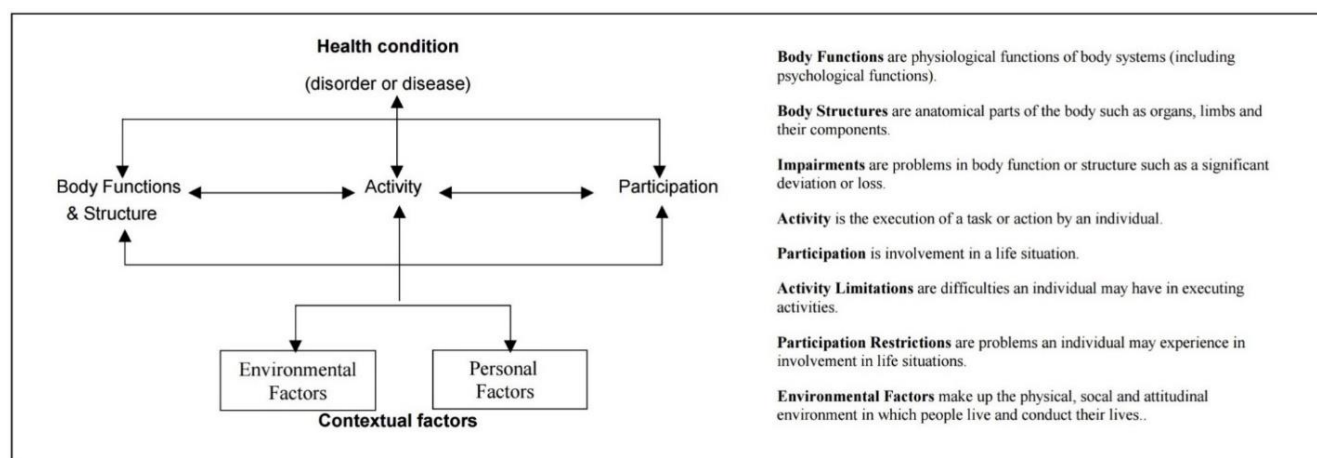 Health condition
(disorder or disease)
Body Functions
& Structure
Activity
Participation
Environmental
Factors
Personal
Factors
Contextual factors
Body Functions are physiological functions of body systems (including
psychological functions).
Body Structures are anatomical parts of the body such as organs, limbs and
their components.
Impairments are problems in body function or structure such as a significant
deviation or loss.
Activity is the execution of a task or action by an individual.
Participation is involvement in a life situation.
Activity Limitations are difficulties an individual may have in executing
activities.
Participation Restrictions are problems an individual may experience in
involvement in life situations.
Environmental Factors make up the physical, socal and attitudinal
environment in which people live and conduct their lives..